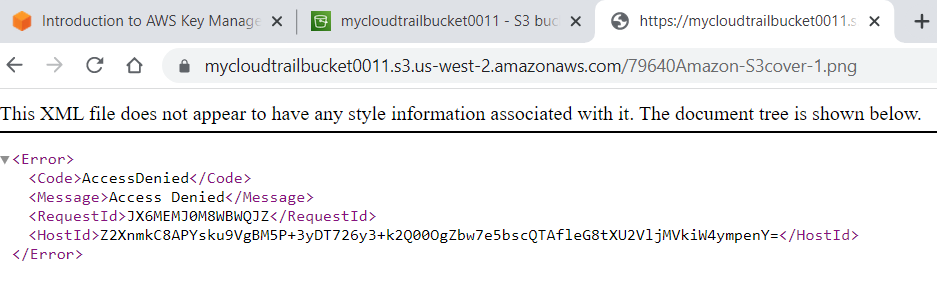 Introduction to AWS Key Manage
mycloudtrailbucket0011 - S3 buc
https://mycloudtrailbucket0011.s
mycloudtrailbucket0011.s3.us-west-2.amazonaws.com/79640Amazon-S3cover-1.png
This XML file does not appear to have any style information associated with it. The document tree is shown below.
<Error>
<Code>AccessDenied</Code>
<Message>Access Denied</Message>
<RequestId>JX6MEMJ0M8WBWQJZ</RequestId>
<HostId>Z2XnmkC8APYsku9VgBM5P+3yDT726y3+k2Q00OgZbw7e5bscQTAfleG8tXU2VljMVkiW4ympenY=</HostId>
</Error>